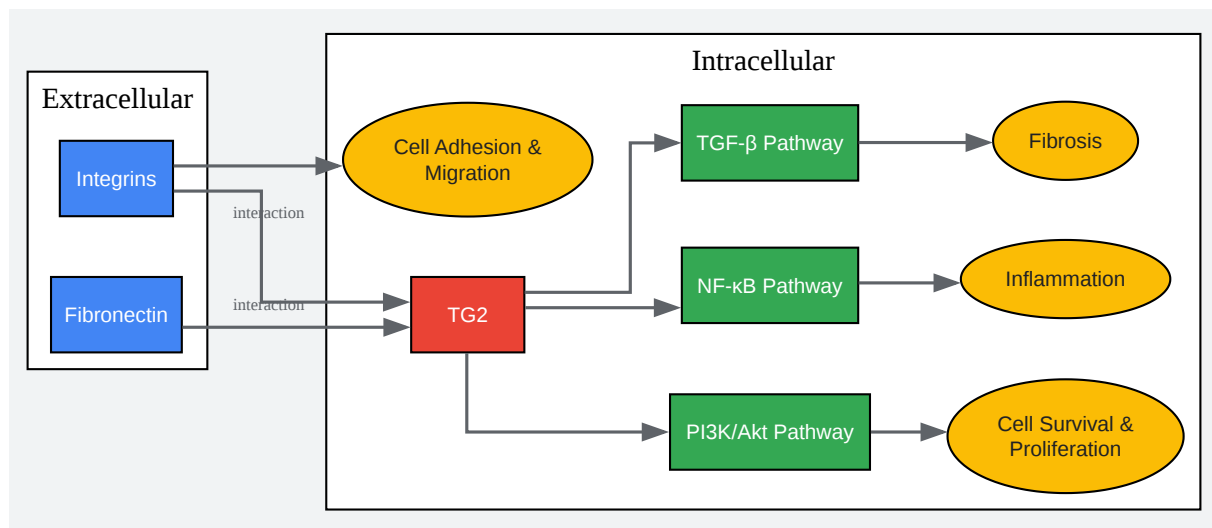 Extracellular
Integrins
Fibronectin
interaction
interaction
Intracellular
Cell Adhesion &
Migration
TG2
TGF-β Pathway
NF-κB Pathway
PI3K/Akt Pathway
Fibrosis
Inflammation
Cell Survival &
Proliferation